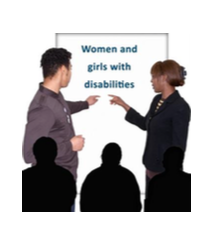 Women and
girls with
disabilities